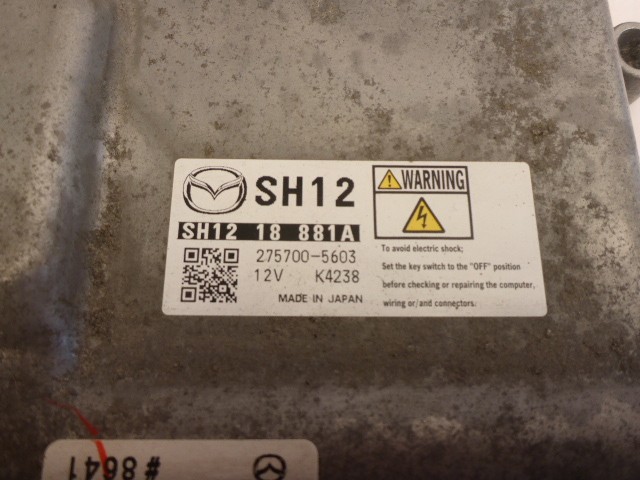 SH12
SH12 18 881A
275700-5603
12V K4238
MADE IN JAPAN
WARNING
To avoid electric shock;
Set the key switch to the "OFF" position
before checking or repairing the computer,
wiring or/and connectors.
#8641